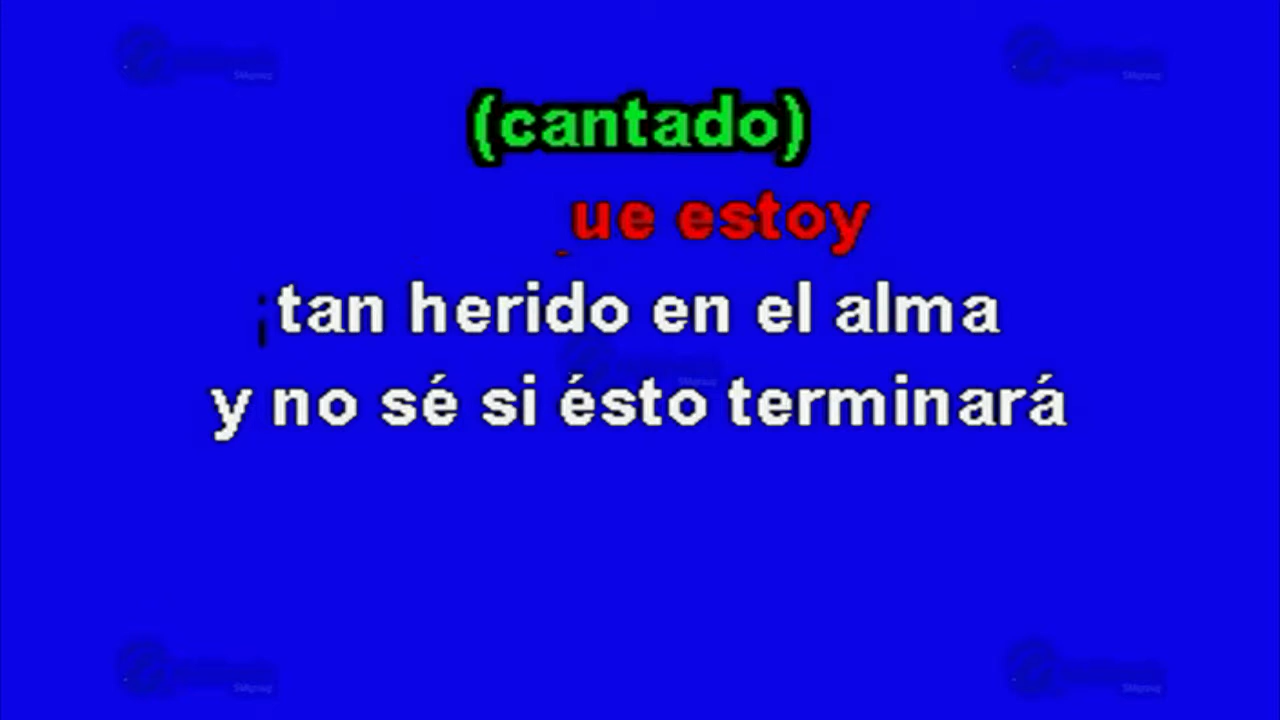 (cantado)
ue estoy
¡tan herido en el alma
y no sé si ésto terminará